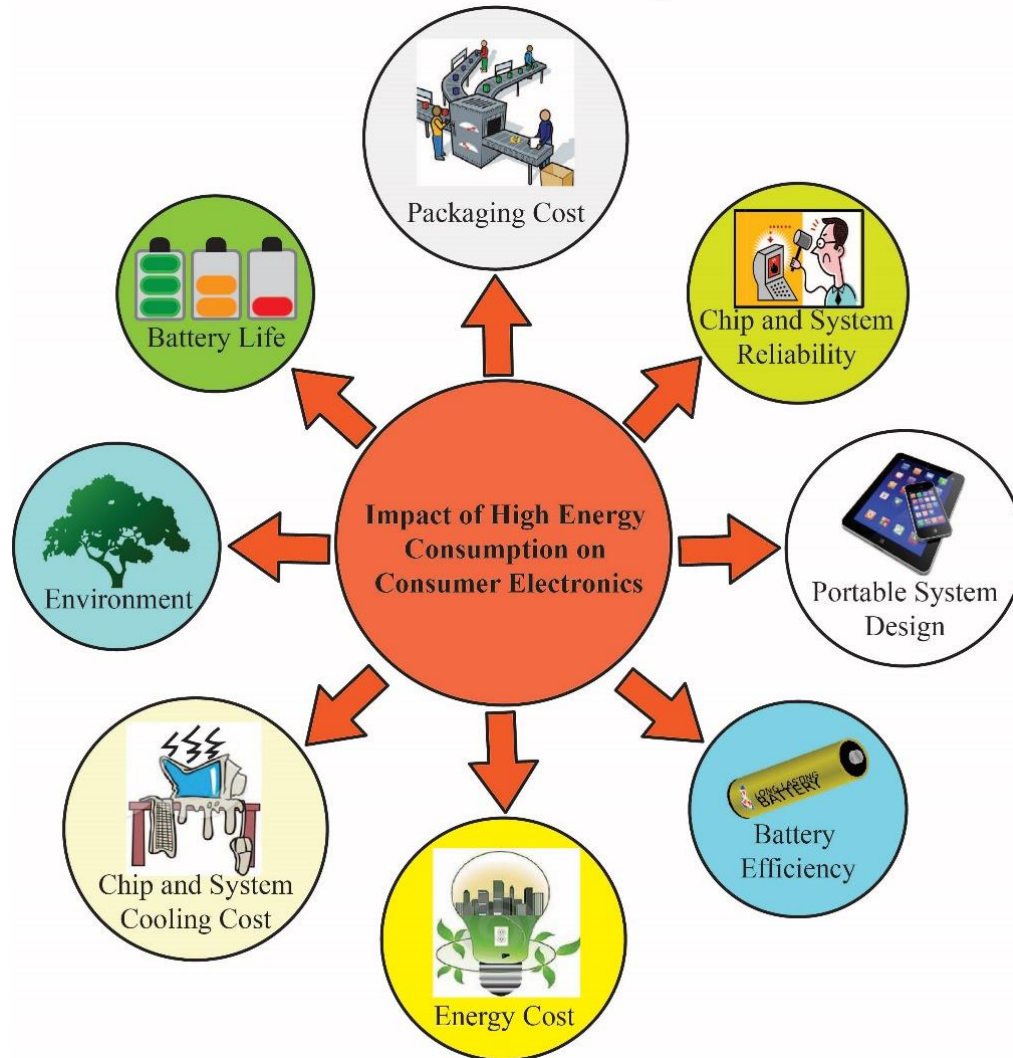 Packaging Cost
Chip and System
Reliability
Battery Life
Impact of High Energy
Consumption on
Consumer Electronics
Environment
Portable System
Design
LONG LASTING
BATTERY
Battery
Efficiency
Chip and System
Cooling Cost
Energy Cost